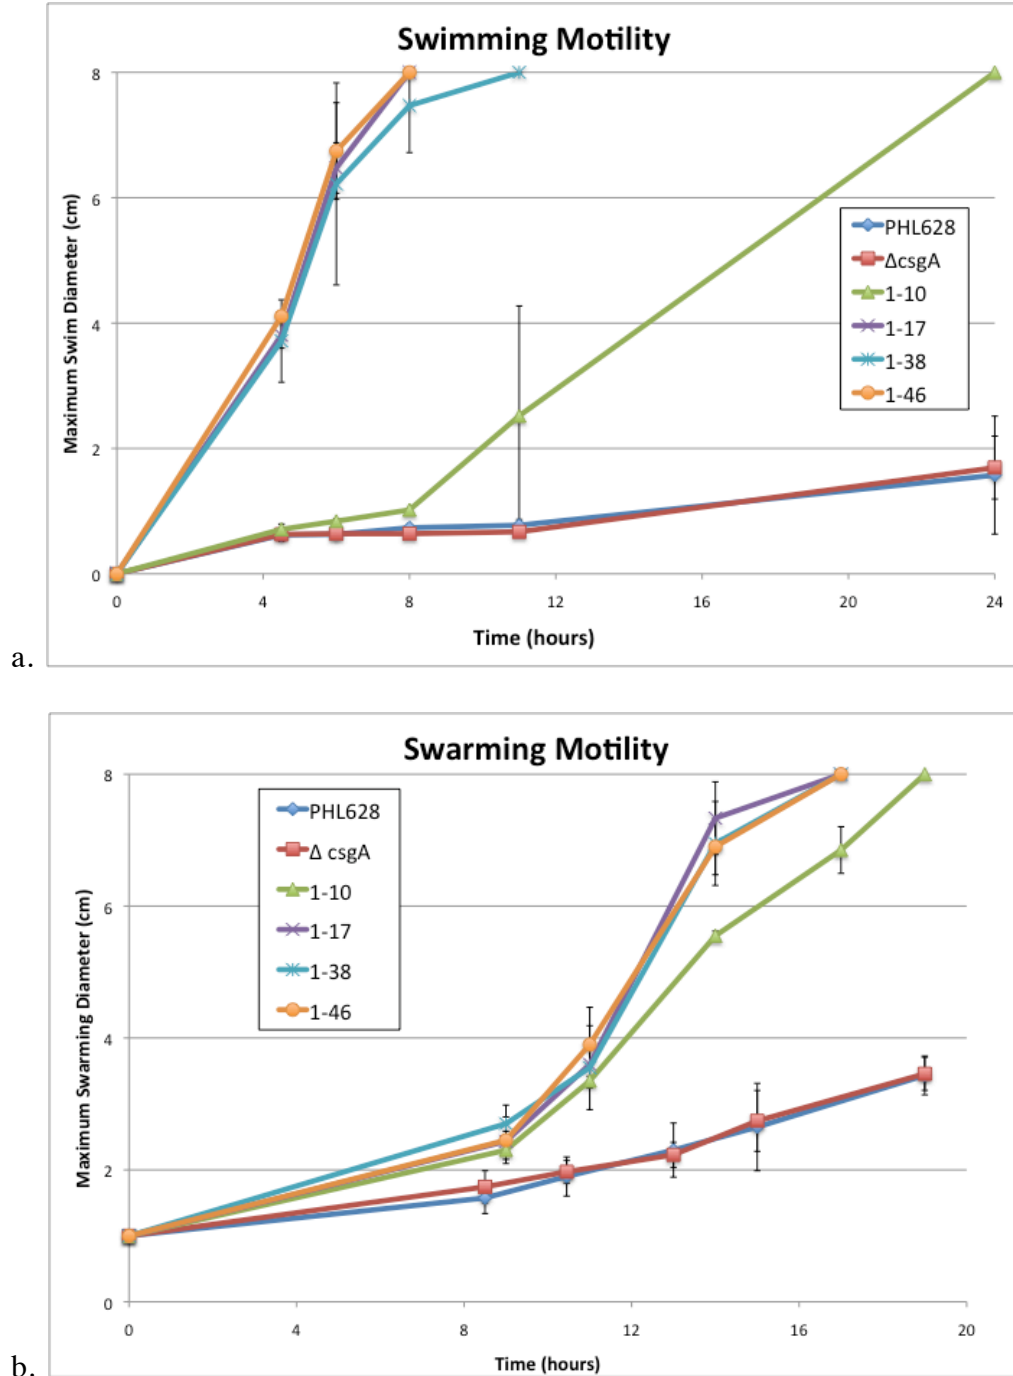 Swimming Motility
8
6
4
2
0
Maximum Swim Diameter (cm)
PHL628
ΔcsgA
1-10
1-17
1-38
1-46
0 4 8 12 16 20 24
Time (hours)
a.
Swarming Motility
8
6
4
2
0
Maximum Swarming Diameter (cm)
PHL628
Δ csgA
1-10
1-17
1-38
1-46
0 4 8 12 16 20
Time (hours)
b.